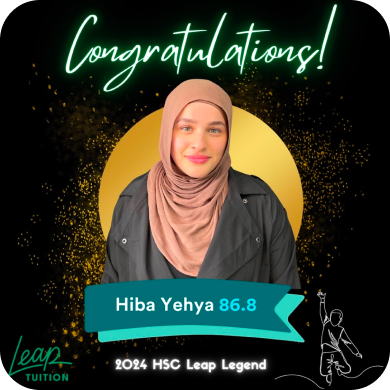 Congratulations!
Hiba Yehya 86.8
Leap
TUITION
2024 HSC Leap Legend